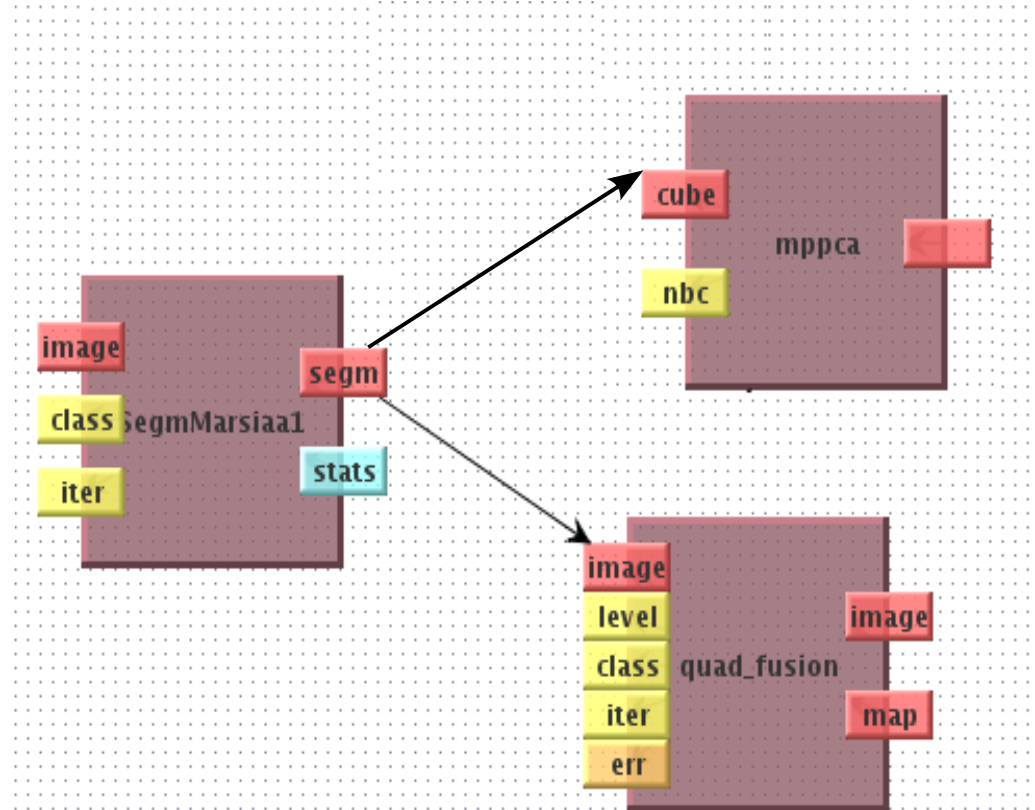 cube
mppca
nbc
image
segm
class
SegmMarsiaa1
stats
iter
image
level
image
class
quad_fusion
iter
map
err